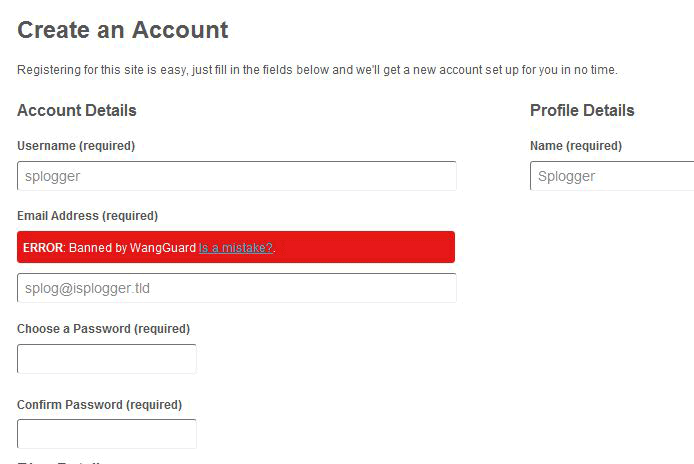 Create an Account
Registering for this site is easy, just fill in the fields below and we'll get a new account set up for you in no time.
Account Details
Username (required)
splogger
Email Address (required)
ERROR: Banned by WangGuard Is a mistake?.
splog@isplogger.tld
Choose a Password (required)
Confirm Password (required)
Profile Details
Name (required)
Splogger